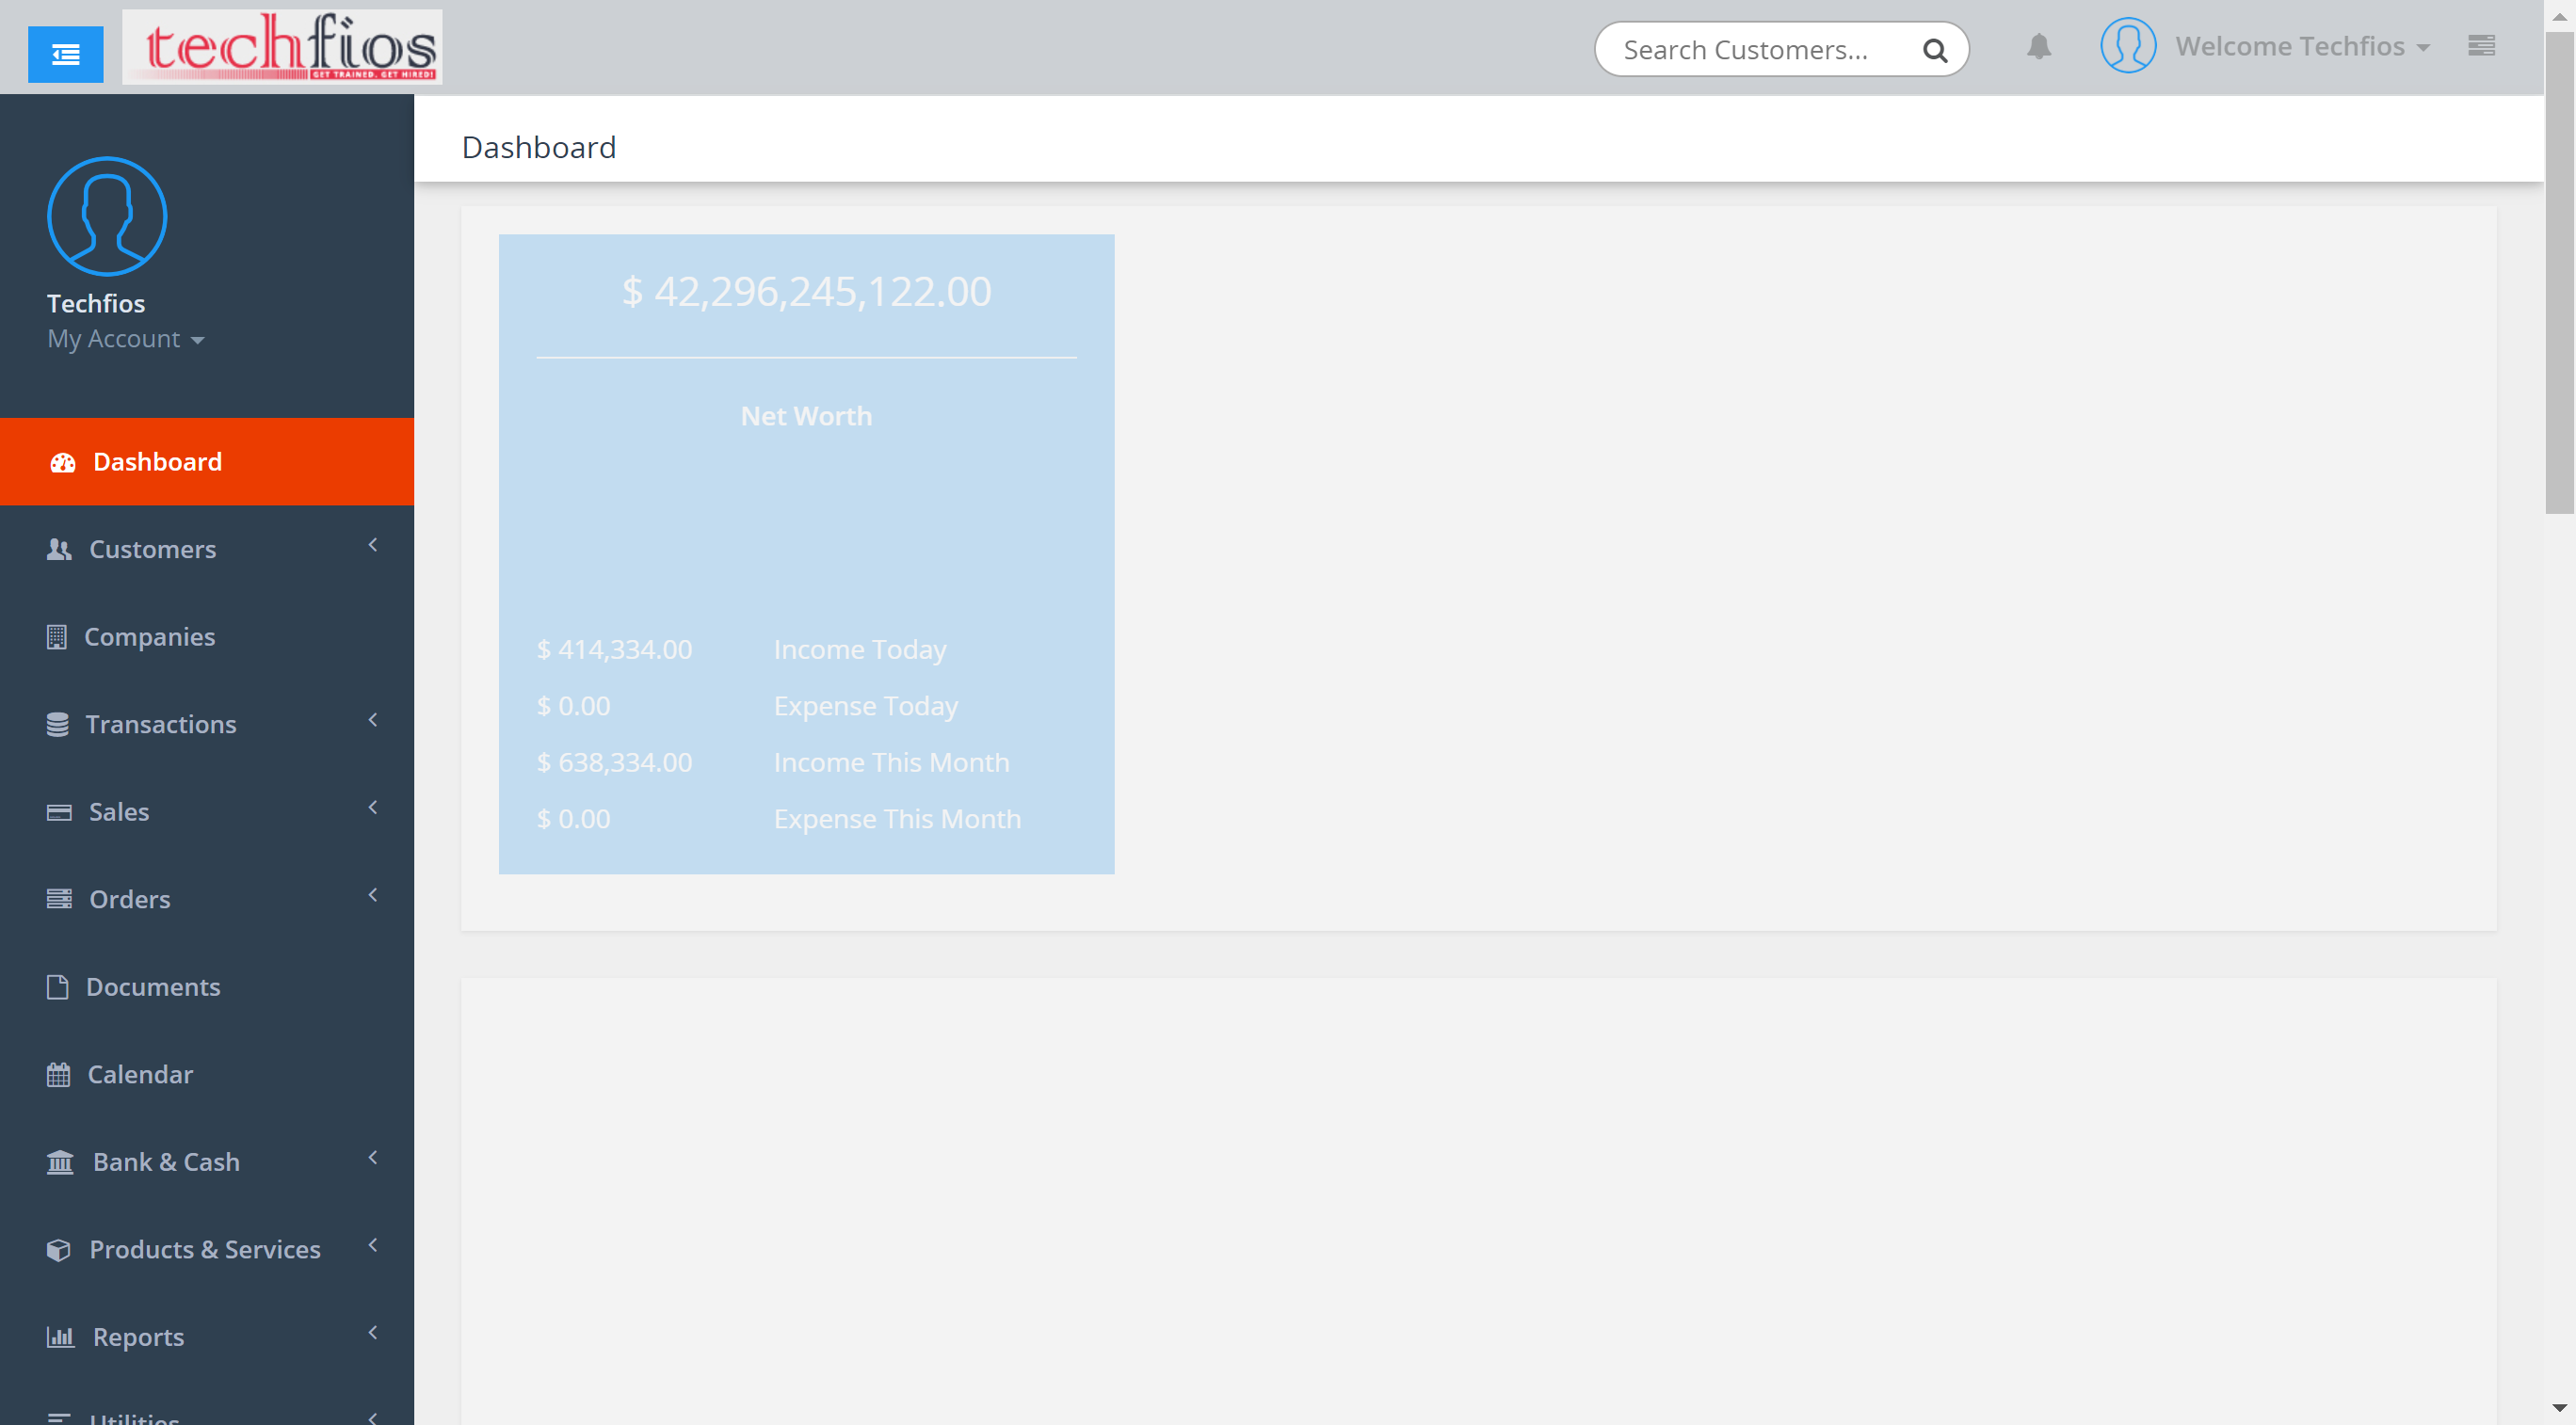 techfios
GET TRAINED. GET HIRED!
Search Customers...
Welcome Techfios
Techfios
My Account
Dashboard
Customers
Companies
Transactions
Sales
Orders
Documents
Calendar
Bank & Cash
Products & Services
Reports
Utilities
Dashboard
$ 42,296,245,122.00
Net Worth
$ 414,334.00 Income Today
$ 0.00 Expense Today
$ 638,334.00 Income This Month
$ 0.00 Expense This Month